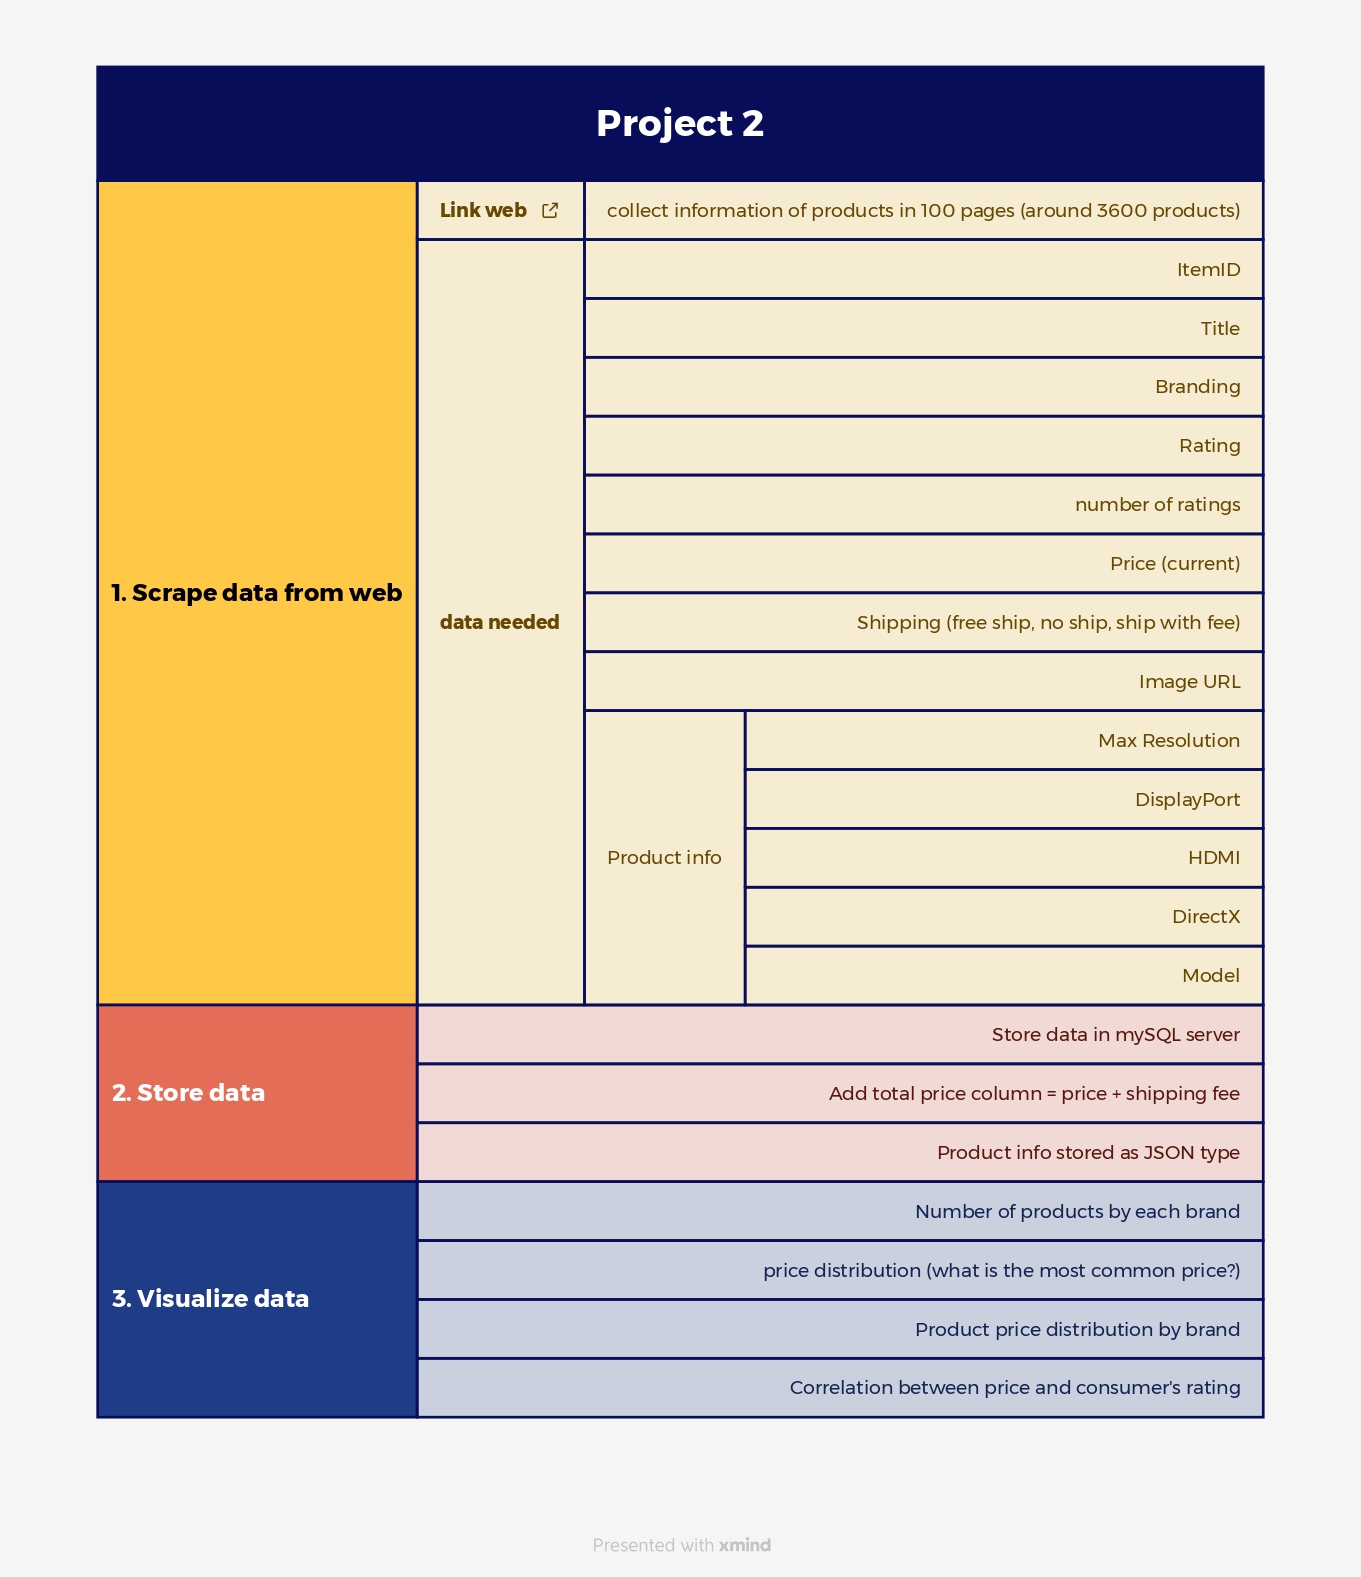 Project 2
1. Scrape data from web
Link web
collect information of products in 100 pages (around 3600 products)
data needed
ItemID
Title
Branding
Rating
number of ratings
Price (current)
Shipping (free ship, no ship, ship with fee)
Image URL
Product info
Max Resolution
DisplayPort
HDMI
DirectX
Model
2. Store data
Store data in mySQL server
Add total price column = price + shipping fee
Product info stored as JSON type
3. Visualize data
Number of products by each brand
price distribution (what is the most common price?)
Product price distribution by brand
Correlation between price and consumer's rating
Presented with xmind